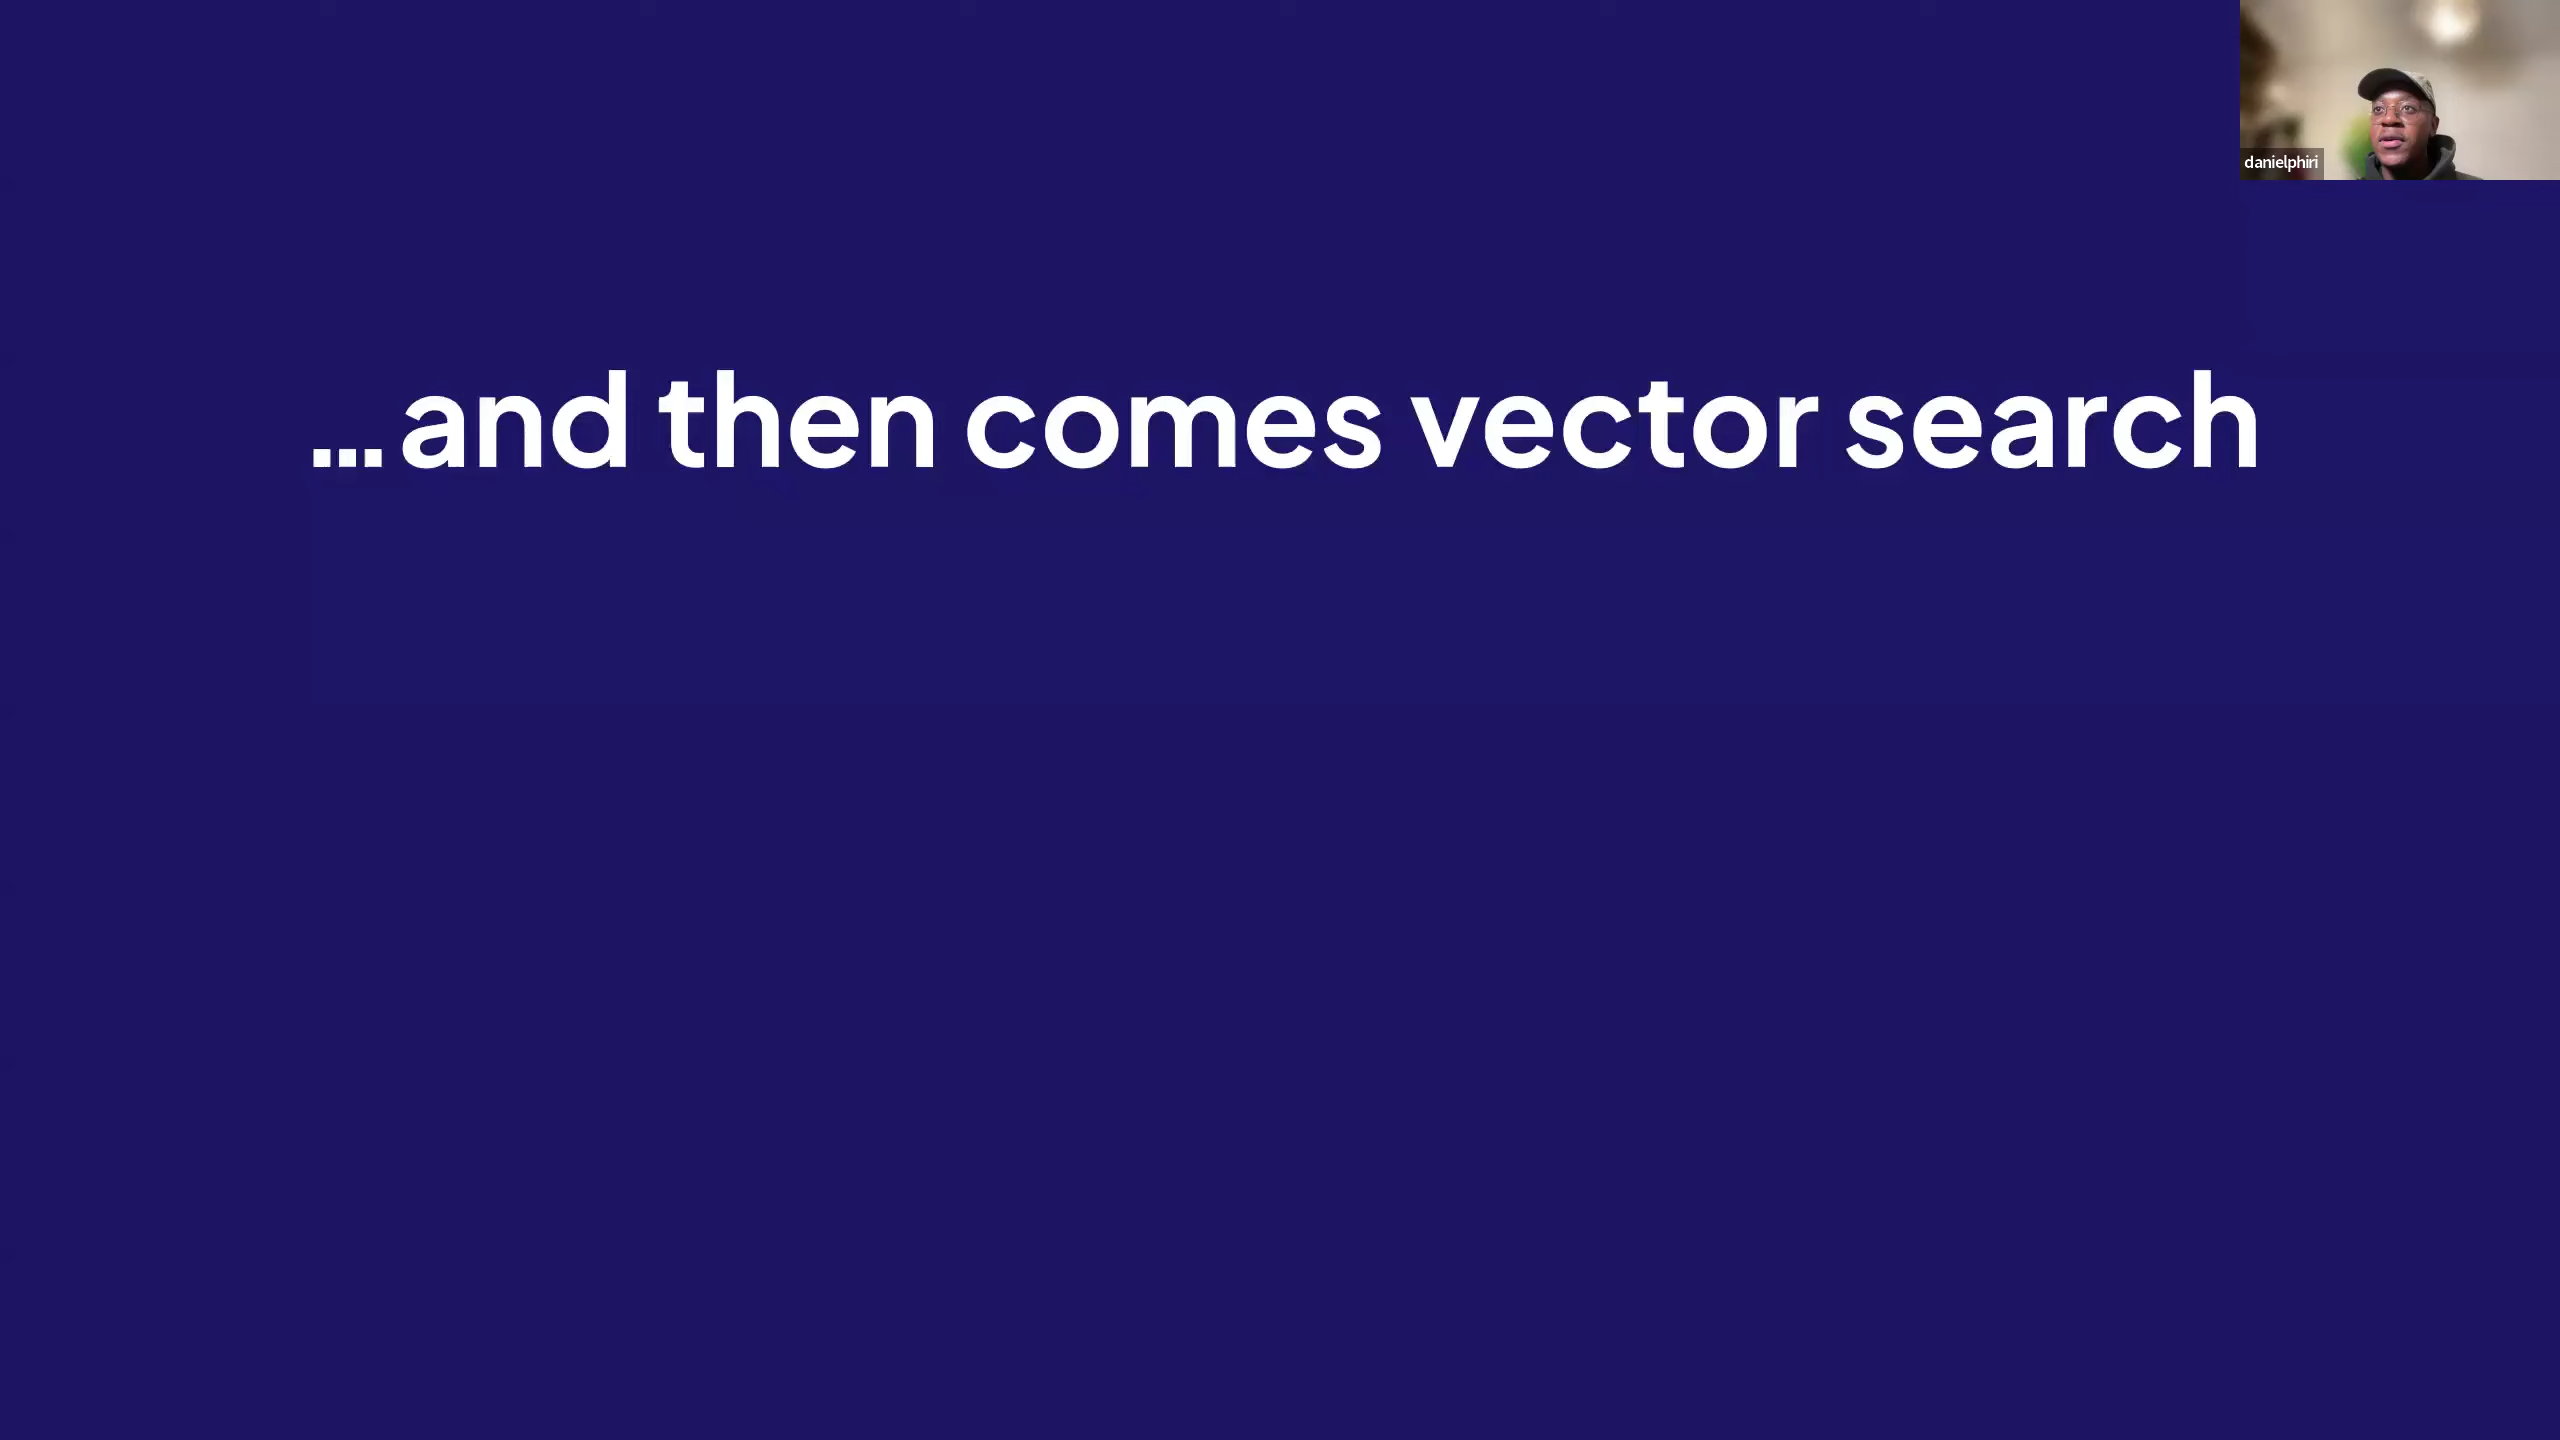 danielphiri
...and then comes vector search